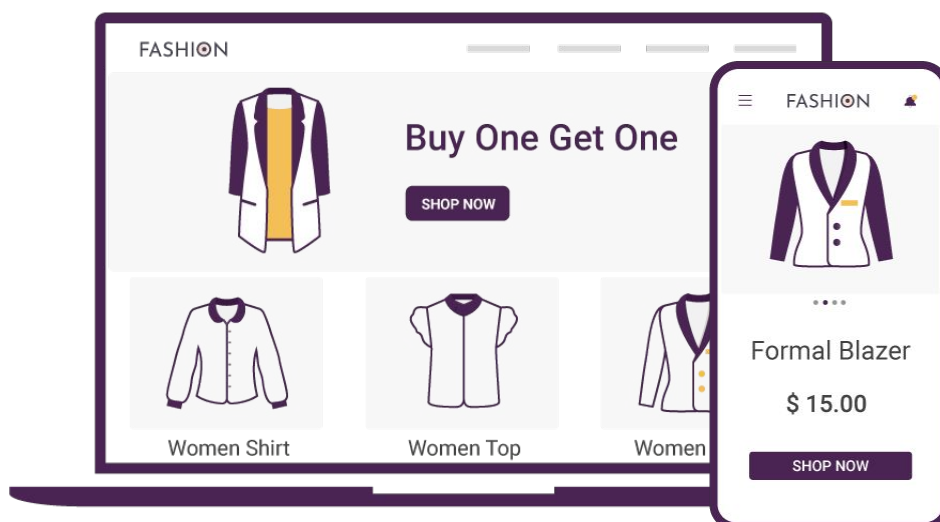 FASHION
Buy One Get One
SHOP NOW
Women Shirt
Women Top
Women
FASHION
Formal Blazer
$ 15.00
SHOP NOW